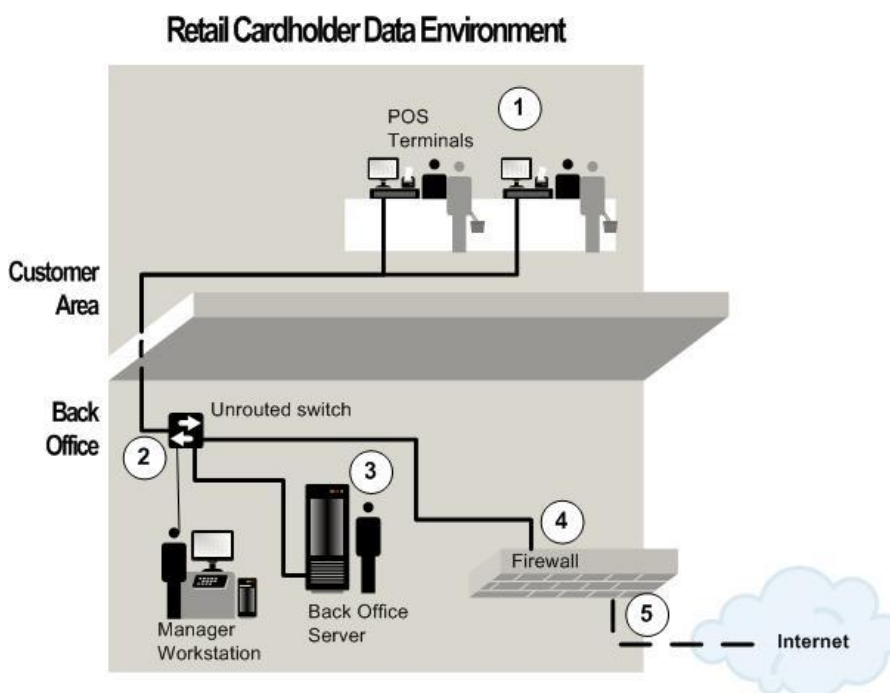 Retail Cardholder Data Environment
1
POS
Terminals
Customer
Area
Back
Office
Unrouted switch
2
3
4
Firewall
5
Internet
Manager
Workstation
Back Office
Server